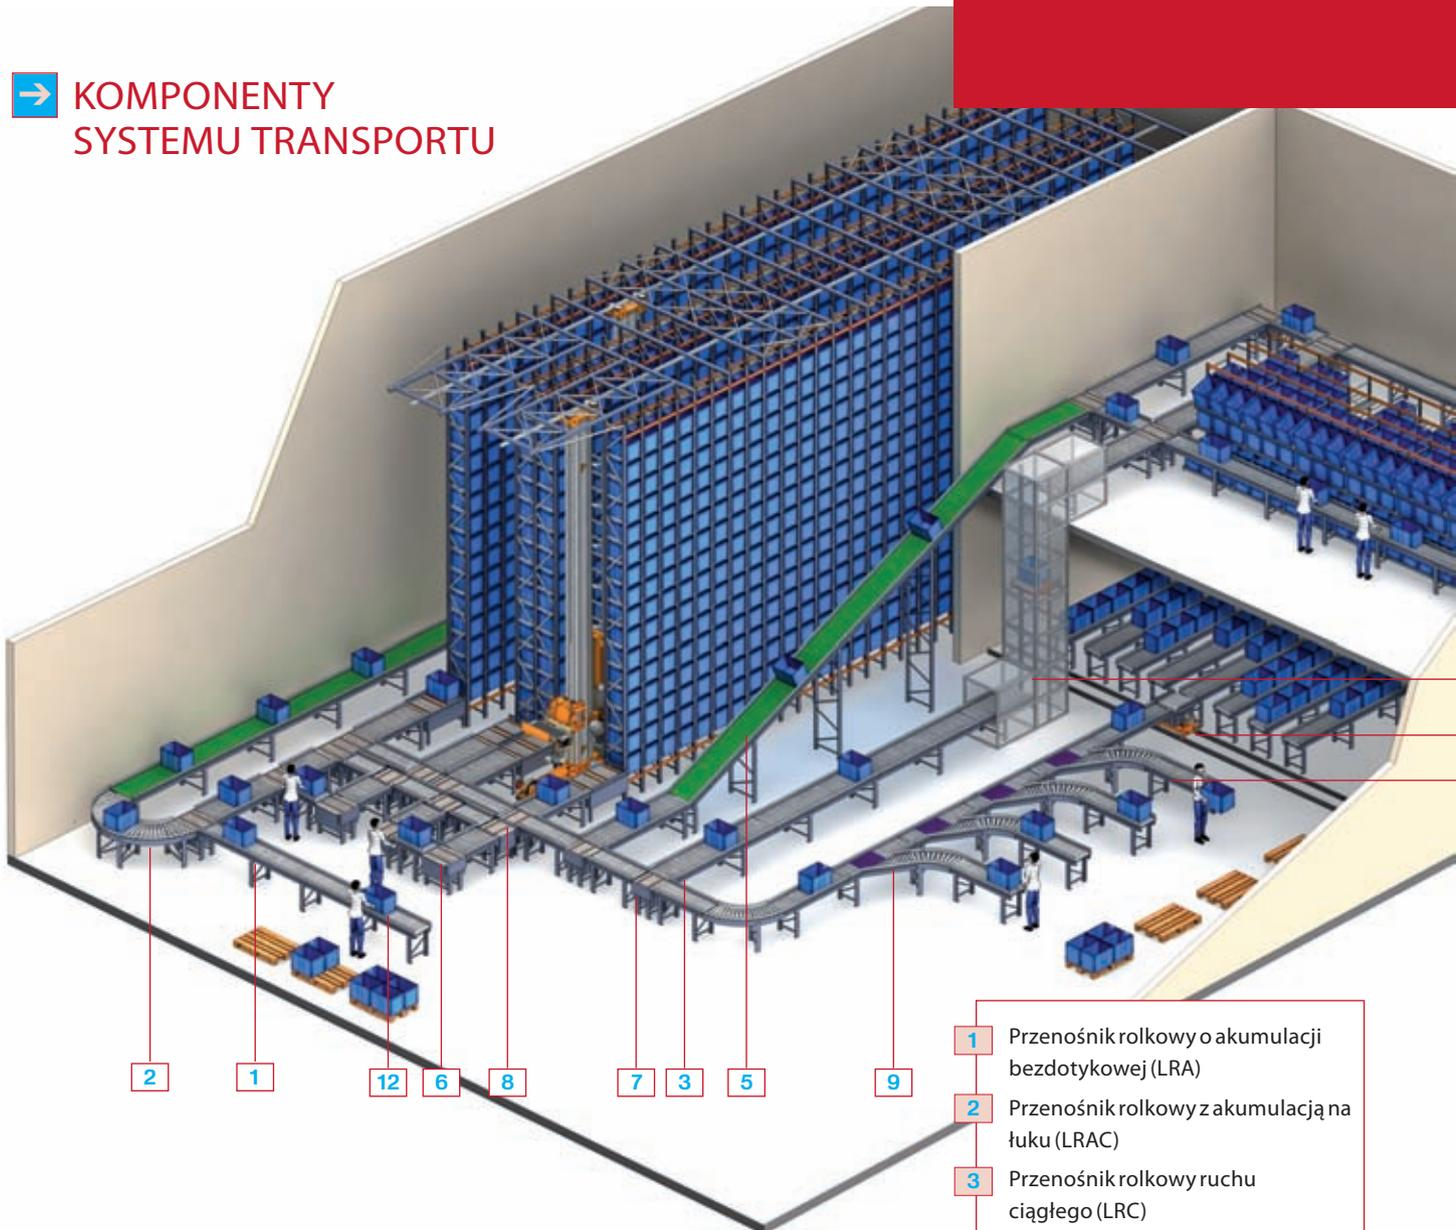 KOMPONENTY
SYSTEMU TRANSPORTU
2 1 12 6 8 7 3 5 9
1 Przenośnik rolkowy o akumulacji
bezdotykowej (LRA)
2 Przenośnik rolkowy z akumulacją na
łuku (LRAC)
3 Przenośnik rolkowy ruchu
ciągłego (LRC)